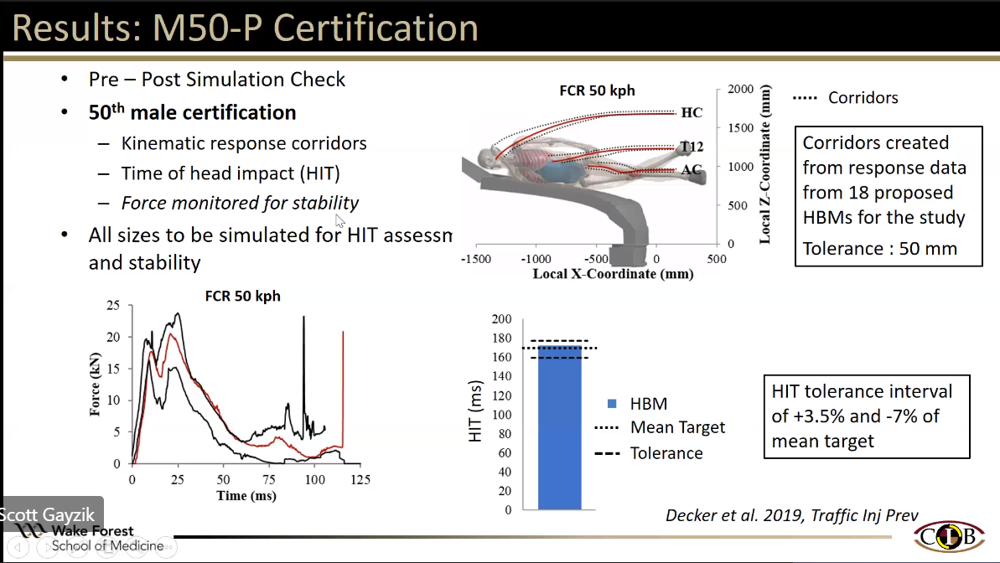 Results: M50-P Certification
• Pre – Post Simulation Check
• 50th male certification
– Kinematic response corridors
– Time of head impact (HIT)
– Force monitored for stability
• All sizes to be simulated for HIT assessm
and stability
FCR 50 kph
HC
T12
AC
2000
1500
1000
500
0
Local Z-Coordinate (mm)
-1500 -1000 -500 0 500
Local X-Coordinate (mm)
Corridors
Corridors created
from response data
from 18 proposed
HBMs for the study
Tolerance : 50 mm
FCR 50 kph
25
20
15
10
5
0
Force (kN)
0 25 50 75 100 125
Time (ms)
200
180
160
140
120
100
80
60
40
20
0
HIT (ms)
HBM
Mean Target
Tolerance
HIT tolerance interval
of +3.5% and -7% of
mean target
Decker et al. 2019, Traffic Inj Prev
Scott Gayzik
Wake Forest
School of Medicine
CIB